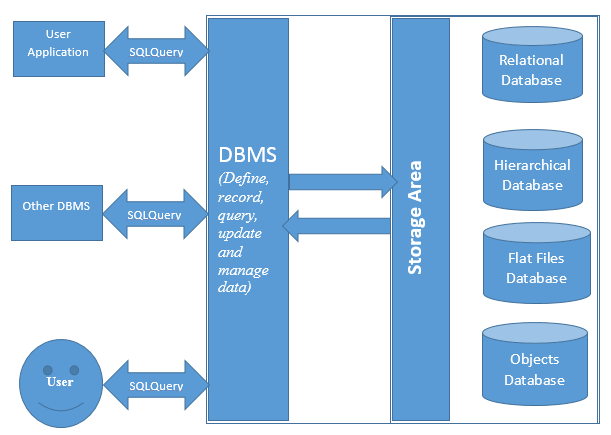 User
Application
SQLQuery
Other DBMS
SQLQuery
User
SQLQuery
DBMS
(Define,
record,
query,
update
and
manage
data)
Storage Area
Relational
Database
Hierarchical
Database
Flat Files
Database
Objects
Database